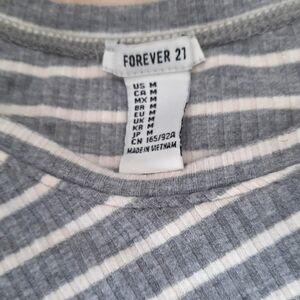 FOREVER 21
US M
CA M
MX M
BR M
EU M
UK M
KR M
JP M
CN 165/92A
MADE IN VIETNAM